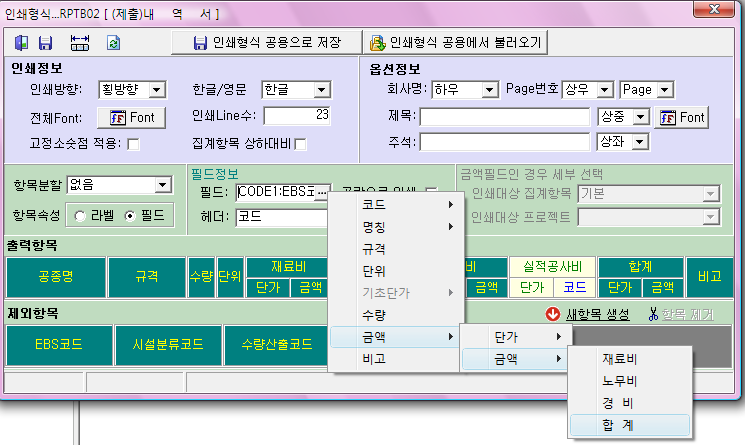 인쇄형식...RPTB02 [ (제출)내 역 서 ]
인쇄형식 공용으로 저장 인쇄형식 공용에서 불러오기
인쇄정보 옵션정보
인쇄방향: 횡방향 한글/영문 한글 회사명: 하우 Page번호 상우 Page
전체Font: Font 인쇄Line수: 23 제목: 상중 Font
고정소숫점 적용: 집계항목 상하대비 주석: 상좌
필드정보 금액필드인 경우 세부 선택
항목분할 없음 필드: CODE1:EBS ... 인쇄대상 집계항목 기본
항목속성 라벨 필드 헤더: 코드 인쇄대상 프로젝트
출력항목
공종명 규격 수량 단위 재료비 비 실적공사비 합계 비고
단가 금액 금액 단가 코드 단가 금액
제외항목 새항목 생성 항목 제거
EBS코드 시설분류코드 수량산출코드
코드
명칭
규격
단위
기초단가
수량
금액
비고
단가
금액
재료비
노무비
경 비
합 계